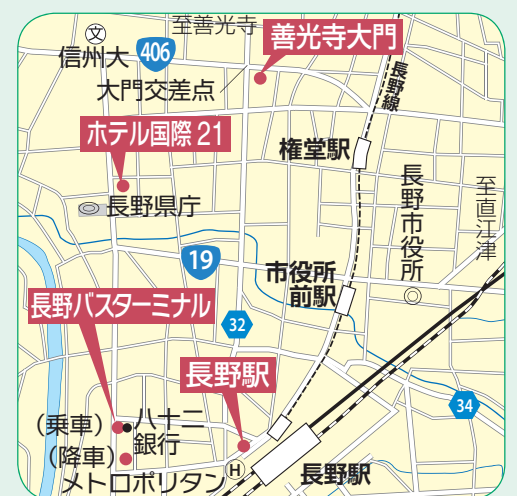 至善光寺
文
善光寺大門
信州大
406
大門交差点
長野線
ホテル国際21
権堂駅
長野県庁
長野市役所
至直江津
19
市役所
前駅
長野バスターミナル
32
長野駅
34
(乗車)
八十二
銀行
(降車)
H
メトロポリタン
長野駅